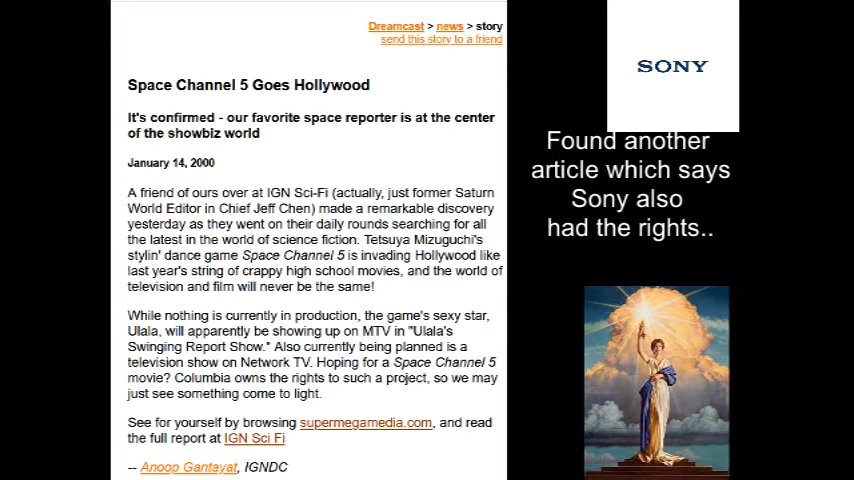 Dreamcast > news > story
send this story to a friend
Space Channel 5 Goes Hollywood
It's confirmed - our favorite space reporter is at the center
of the showbiz world
January 14, 2000
A friend of ours over at IGN Sci-Fi (actually, just former Saturn
World Editor in Chief Jeff Chen) made a remarkable discovery
yesterday as they went on their daily rounds searching for all
the latest in the world of science fiction. Tetsuya Mizuguchi's
stylin' dance game Space Channel 5 is invading Hollywood like
last year's string of crappy high school movies, and the world of
television and film will never be the same!
While nothing is currently in production, the game's sexy star,
Ulala, will apparently be showing up on MTV in "Ulala's
Swinging Report Show." Also currently being planned is a
television show on Network TV. Hoping for a Space Channel 5
movie? Columbia owns the rights to such a project, so we may
just see something come to light.
See for yourself by browsing supermegamedia.com, and read
the full report at IGN Sci Fi
-- Anoop Gantayat, IGNDC
SONY
Found another
article which says
Sony also
had the rights..